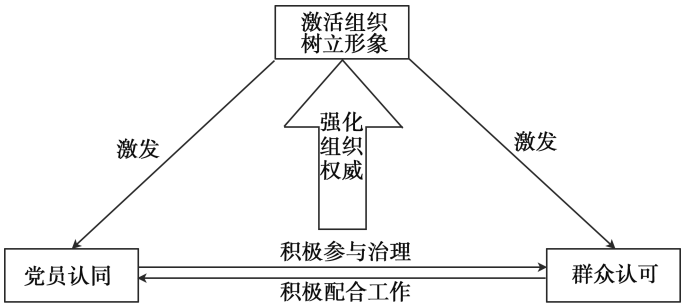 激活组织
树立形象
强化
组织
权威
激发
激发
积极参与治理
党员认同
群众认可
积极配合工作